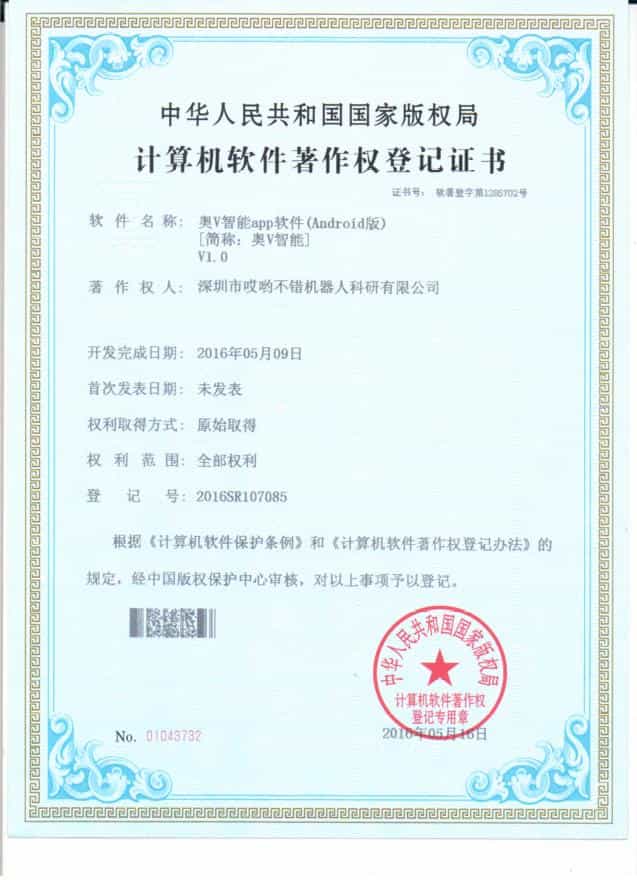 中华人民共和国国家版权局
计算机软件著作权登记证书
证书号： 软著登字第1285702号
软件名称： 奥V智能app软件(Android版)
[简称：奥V智能]
V1.0
著作权人： 深圳市哎哟不错机器人科研有限公司
开发完成日期： 2016年05月09日
首次发表日期： 未发表
权利取得方式： 原始取得
权利范围： 全部权利
登记号： 2016SR107085
根据《计算机软件保护条例》和《计算机软件著作权登记办法》的
规定，经中国版权保护中心审核，对以上事项予以登记。
中华人民共和国国家版权局
计算机软件著作权
登记专用章
No. 01043732
2016年05月16日